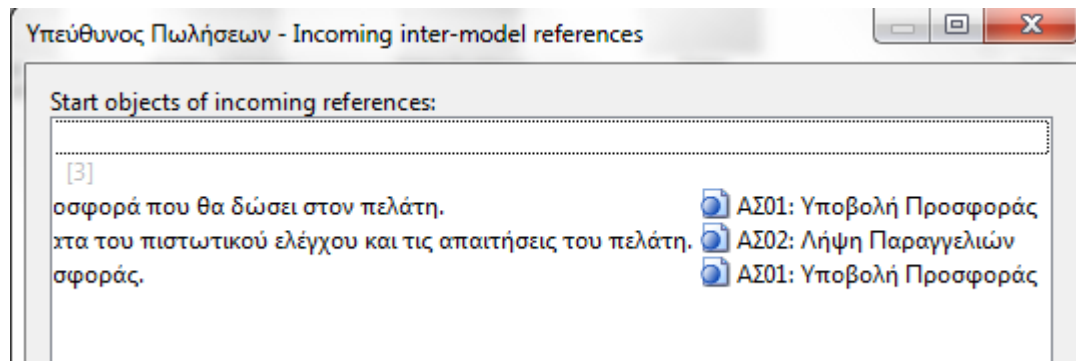 Υπεύθυνος Πωλήσεων - Incoming inter-model references
Start objects of incoming references:
[3]
οσφορά που θα δώσει στον πελάτη. ΑΣ01: Υποβολή Προσφοράς
ατα του πιστωτικού ελέγχου και τις απαιτήσεις του πελάτη. ΑΣ02: Λήψη Παραγγελιών
σφοράς. ΑΣ01: Υποβολή Προσφοράς